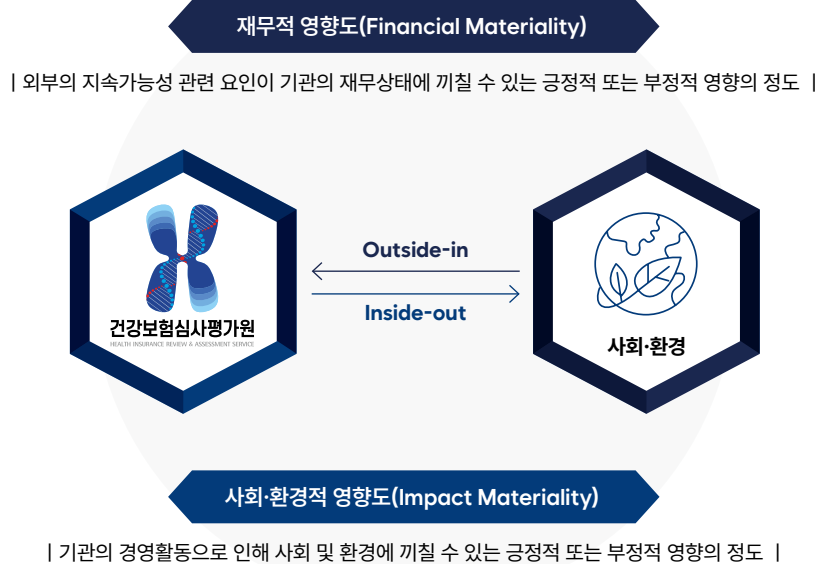 재무적 영향도(Financial Materiality)
| 외부의 지속가능성 관련 요인이 기관의 재무상태에 끼칠 수 있는 긍정적 또는 부정적 영향의 정도 |
Outside-in
Inside-out
건강보험심사평가원
HEALTH INSURANCE REVIEW & ASSESSMENT SERVICE
사회·환경
사회·환경적 영향도(Impact Materiality)
| 기관의 경영활동으로 인해 사회 및 환경에 끼칠 수 있는 긍정적 또는 부정적 영향의 정도 |